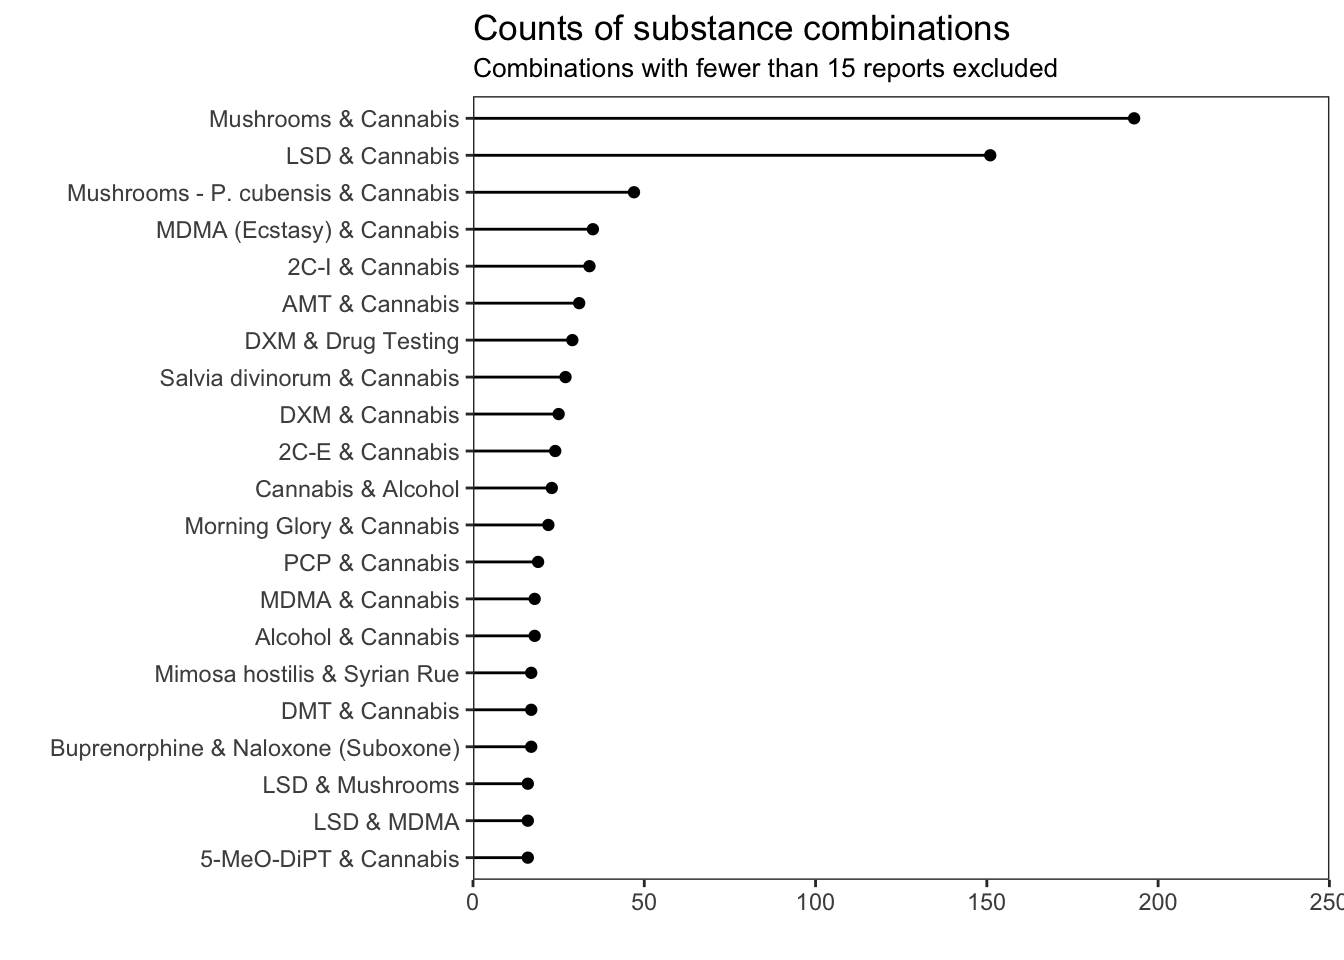 Counts of substance combinations
Combinations with fewer than 15 reports excluded
Mushrooms & Cannabis
LSD & Cannabis
Mushrooms - P. cubensis & Cannabis
MDMA (Ecstasy) & Cannabis
2C-I & Cannabis
AMT & Cannabis
DXM & Drug Testing
Salvia divinorum & Cannabis
DXM & Cannabis
2C-E & Cannabis
Cannabis & Alcohol
Morning Glory & Cannabis
PCP & Cannabis
MDMA & Cannabis
Alcohol & Cannabis
Mimosa hostilis & Syrian Rue
DMT & Cannabis
Buprenorphine & Naloxone (Suboxone)
LSD & Mushrooms
LSD & MDMA
5-MeO-DiPT & Cannabis
0 50 100 150 200 250